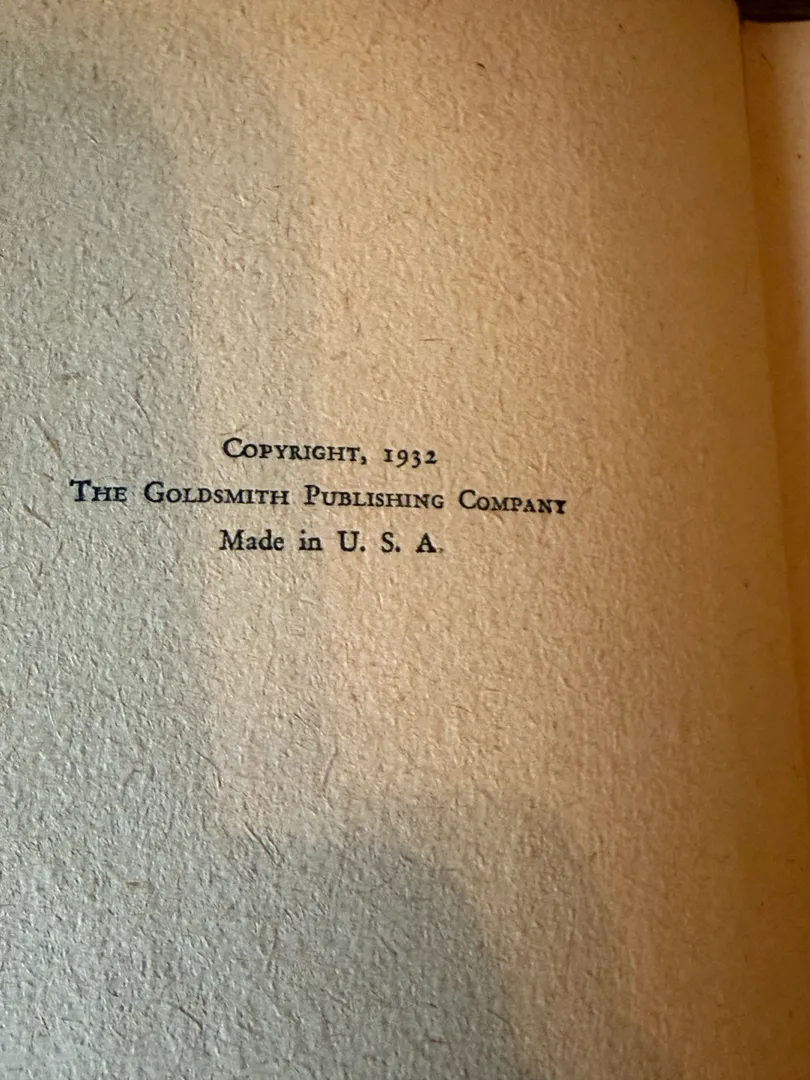 COPYRIGHT, 1932
THE GOLDSMITH PUBLISHING COMPANY
Made in U. S. A.